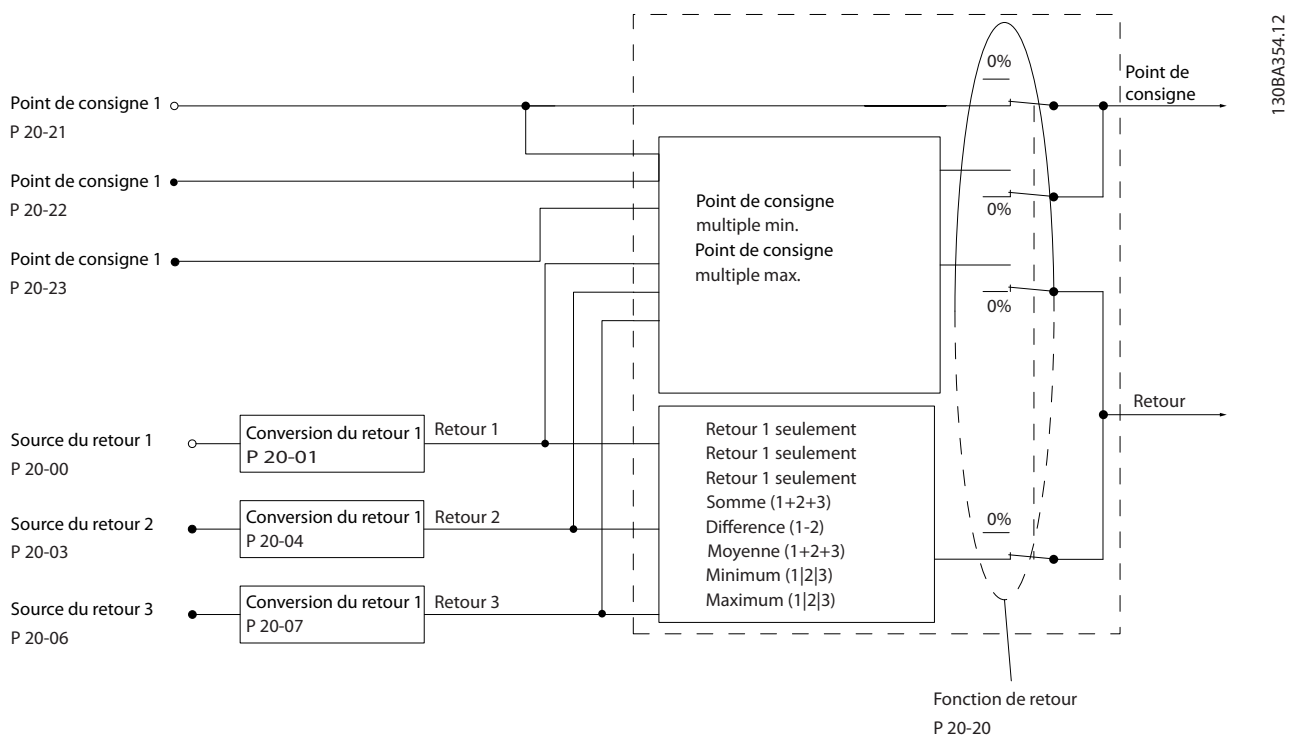 130BA354.12
0%
Point de
consigne
Point de consigne 1
P 20-21
Point de consigne 1
P 20-22
Point de consigne 1
P 20-23
Point de consigne
multiple min.
Point de consigne
multiple max.
0%
0%
Retour
Source du retour 1
P 20-00
Conversion du retour 1
P 20-01
Retour 1
Source du retour 2
P 20-03
Conversion du retour 1
P 20-04
Retour 2
Source du retour 3
P 20-06
Conversion du retour 1
P 20-07
Retour 3
Retour 1 seulement
Retour 1 seulement
Retour 1 seulement
Somme (1+2+3)
Difference (1-2)
Moyenne (1+2+3)
Minimum (1|2|3)
Maximum (1|2|3)
0%
Fonction de retour
P 20-20